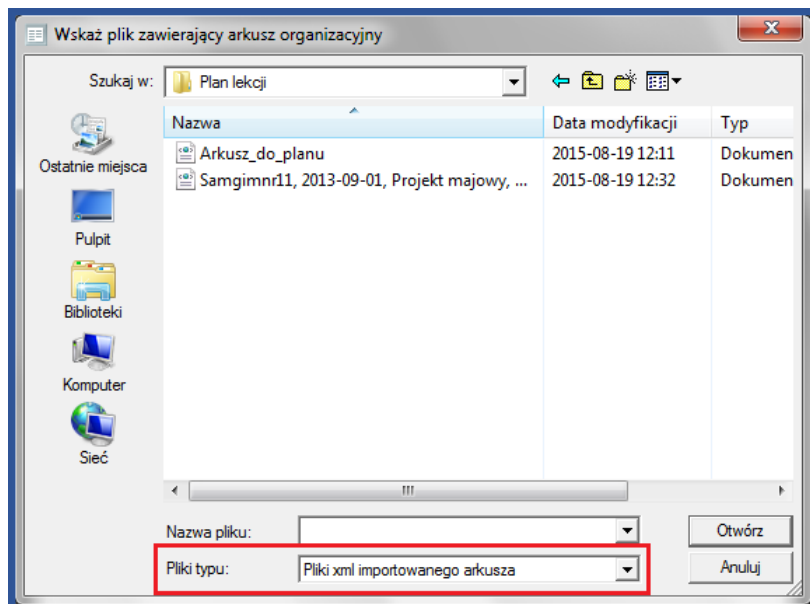 Wskaż plik zawierający arkusz organizacyjny
Szukaj w: Plan lekcji
Nazwa Data modyfikacji Typ
Arkusz_do_planu 2015-08-19 12:11 Dokumen
Samgimnr11, 2013-09-01, Projekt majowy, ... 2015-08-19 12:32 Dokumen
Ostatnie miejsca
Pulpit
Biblioteki
Komputer
Sieć
Nazwa pliku: Otwórz
Pliki typu: Pliki xml importowanego arkusza Anuluj